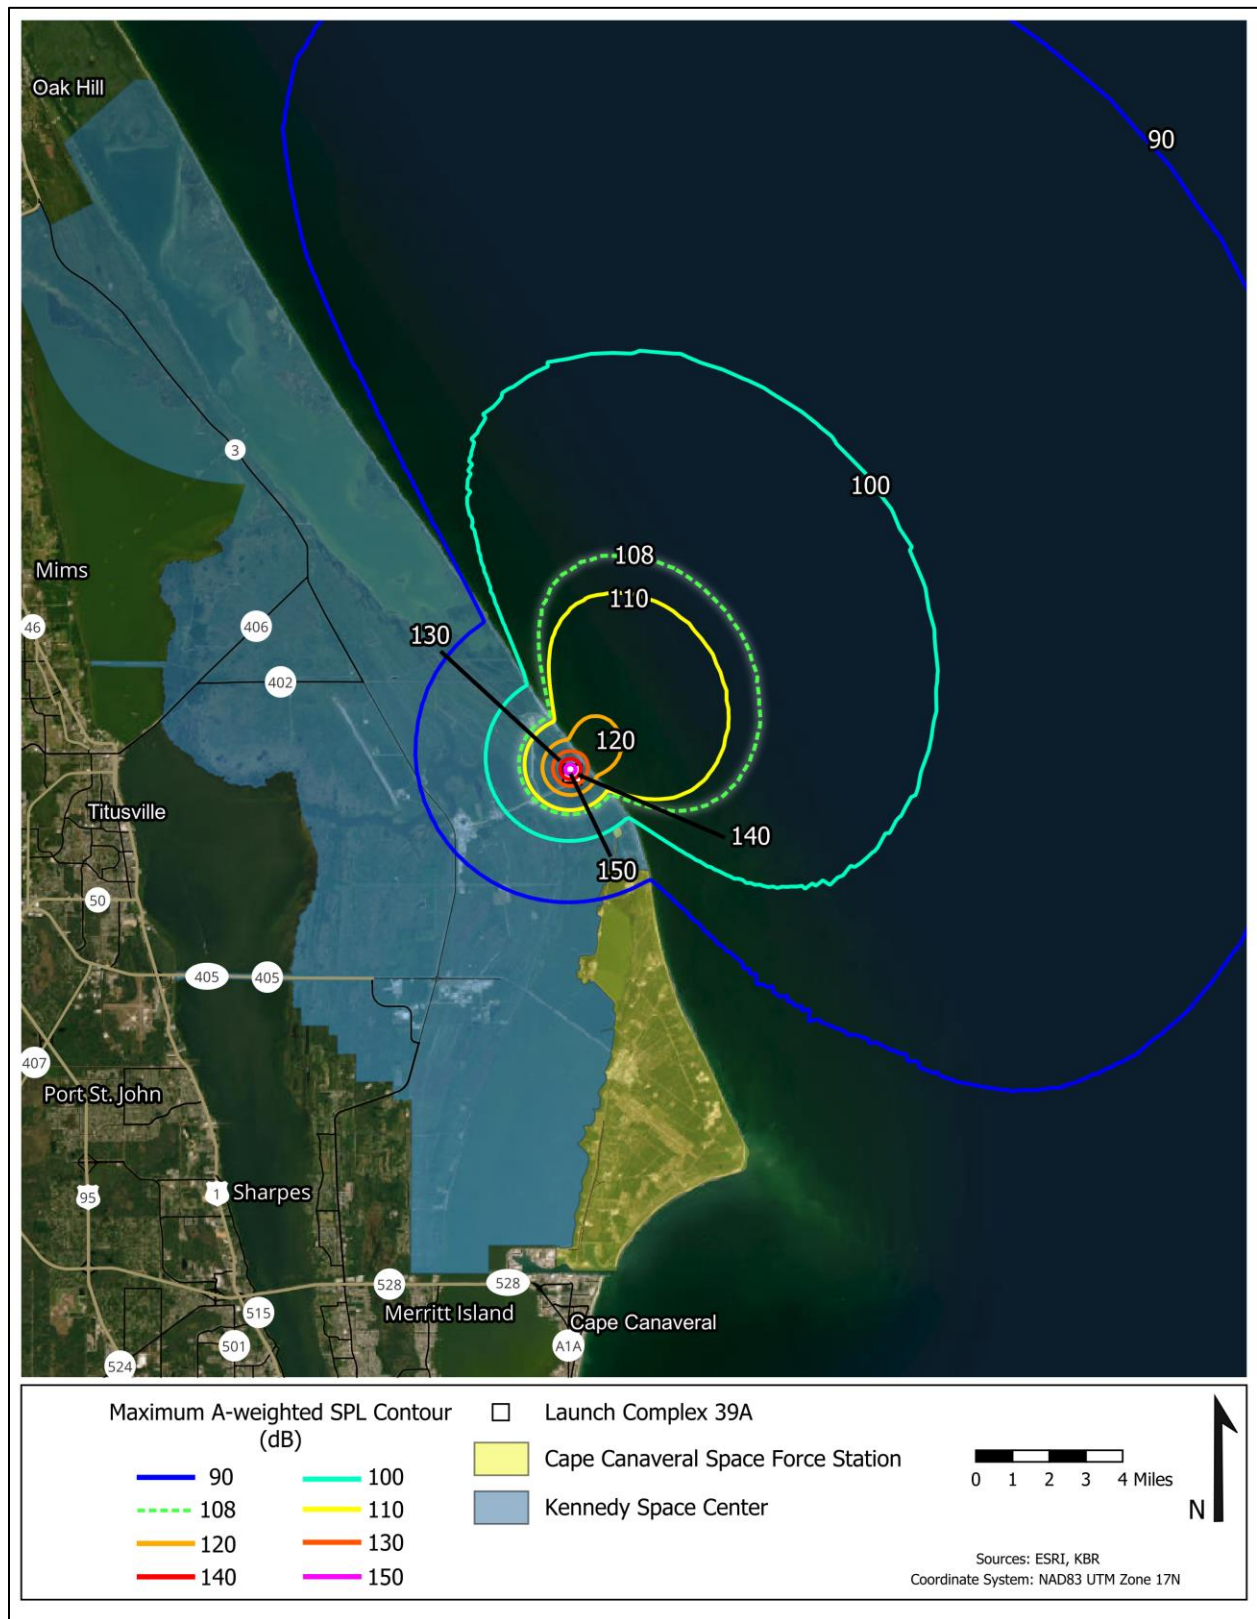 Oak Hill
90
3
100
108
Mims
110
46
406
130
402
120
Titusville
140
150
50
405
405
407
Port St. John
95
1
Sharpes
528
528
515
Merritt Island
Cape Canaveral
501
A1A
524
Maximum A-weighted SPL Contour
(dB)
90
100
108
110
120
130
140
150
Launch Complex 39A
Cape Canaveral Space Force Station
Kennedy Space Center
0 1 2 3 4 Miles
N
Sources: ESRI, KBR
Coordinate System: NAD83 UTM Zone 17N